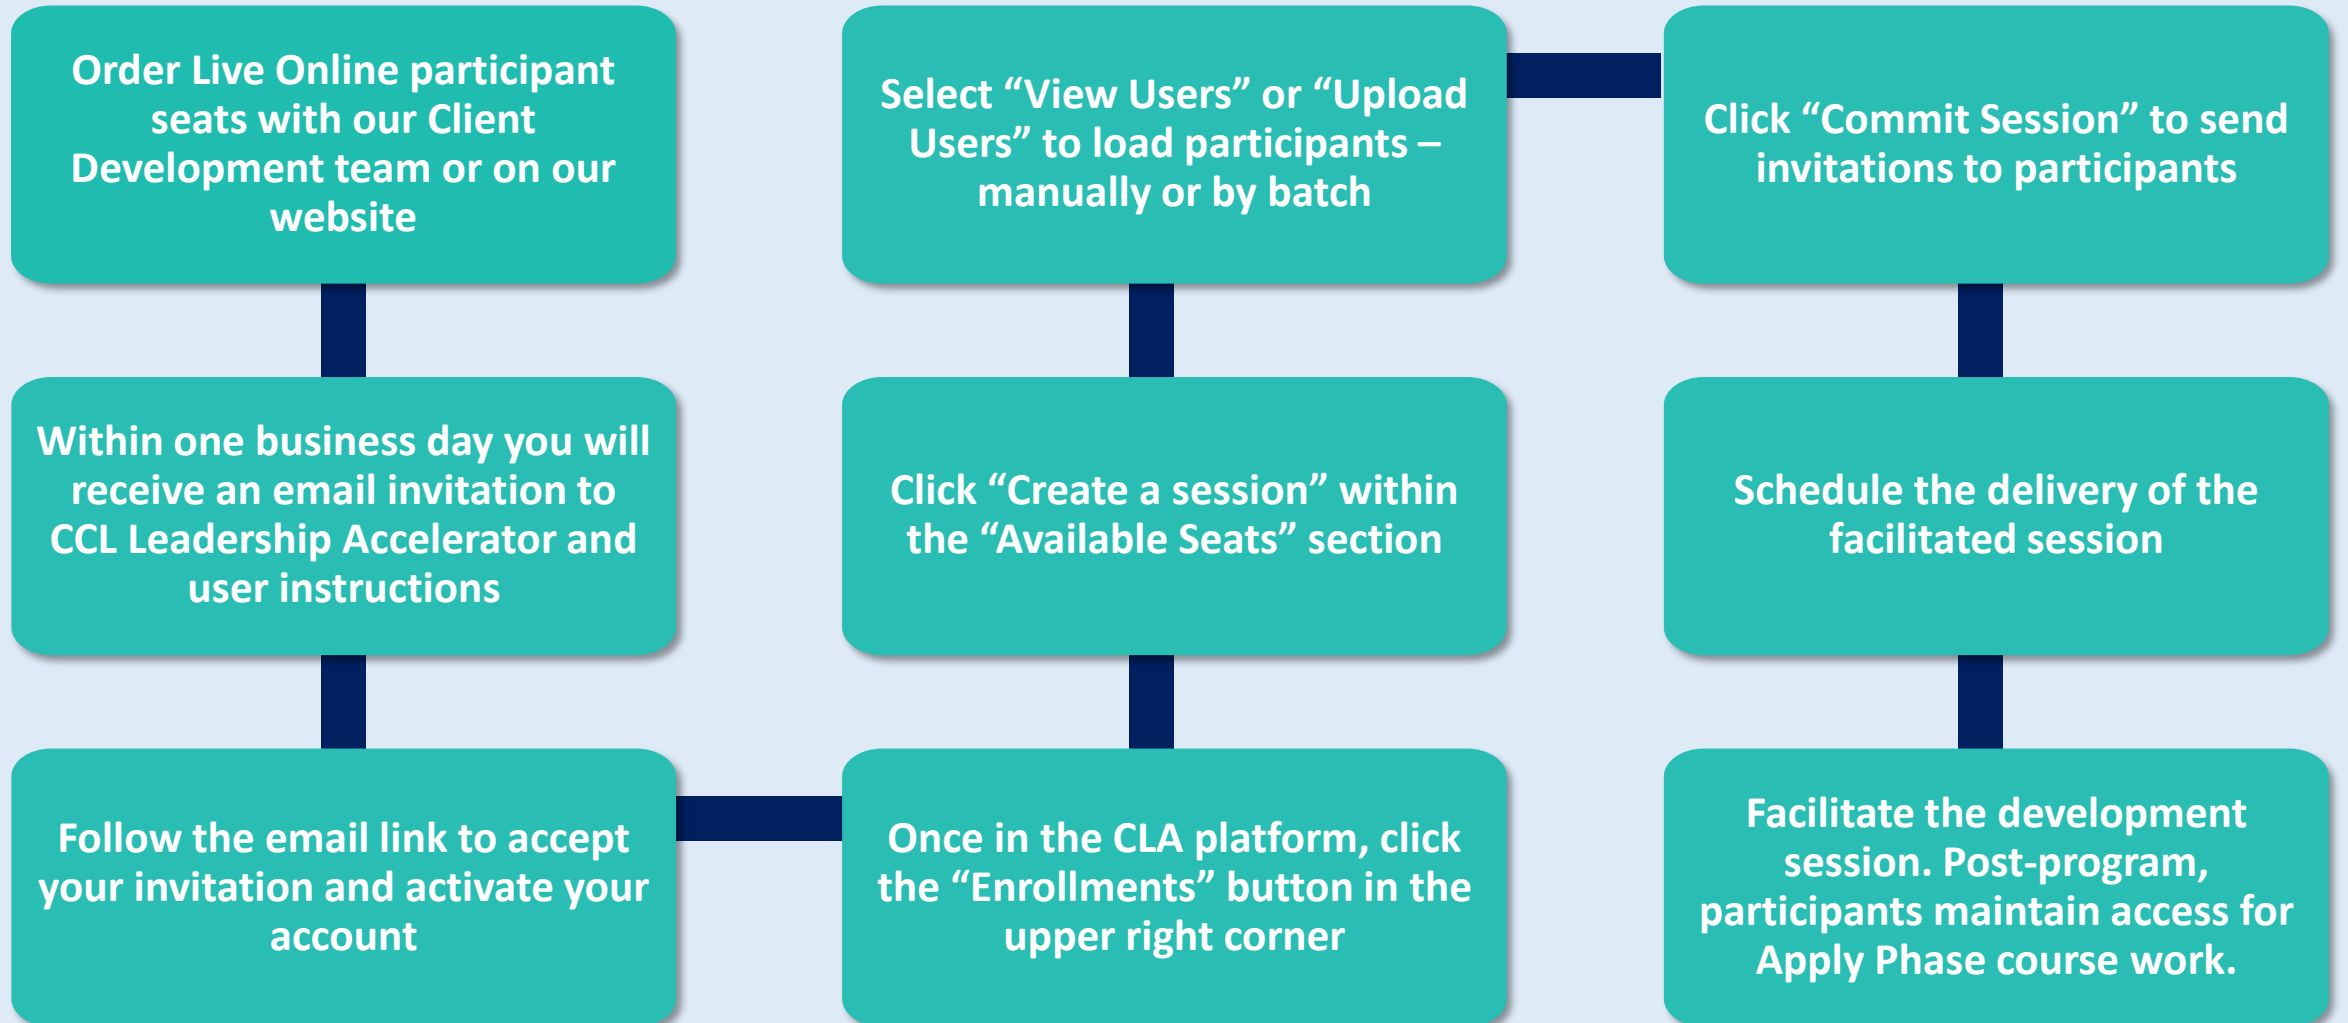 Order Live Online participant
seats with our Client
Development team or on our
website
Within one business day you will
receive an email invitation to
CCL Leadership Accelerator and
user instructions
Follow the email link to accept
your invitation and activate your
account
Once in the CLA platform, click
the “Enrollments” button in the
upper right corner
Click “Create a session” within
the “Available Seats” section
Select “View Users” or “Upload
Users” to load participants –
manually or by batch
Click “Commit Session” to send
invitations to participants
Schedule the delivery of the
facilitated session
Facilitate the development
session. Post-program,
participants maintain access for
Apply Phase course work.